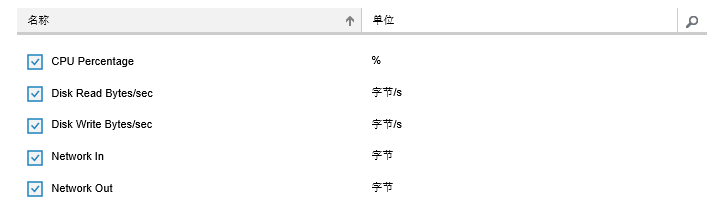 名称 单位
CPU Percentage %
Disk Read Bytes/sec 字节/s
Disk Write Bytes/sec 字节/s
Network In 字节
Network Out 字节